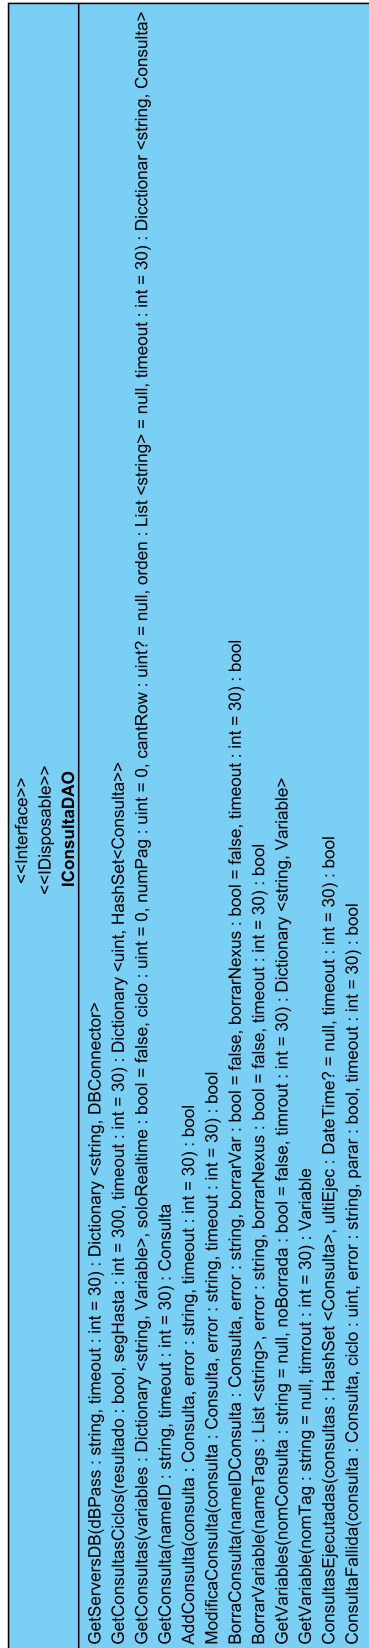 <<Interface>>
<<IDisposable>>
IConsultaDAO
GetServersDB(dBPass : string, timeout : int = 30) : Dictionary <string, DBConnector>
GetConsultasCiclos(resultado : bool, segHasta : int = 300, timeout : int = 30) : Dictionary <uint, HashSet<Consulta>>
GetConsultas(variables : Dictionary <string, Variable>, soloRealtime : bool = false, ciclo : uint = 0, numPag : uint = 0, cantRow : uint? = null, orden : List <string> = null, timeout : int = 30) : Dicctionar <string, Consulta>
GetConsulta(nameID : string, timeout : int = 30) : Consulta
AddConsulta(consulta : Consulta, error : string, timeout : int = 30) : bool
ModificaConsulta(consulta : Consulta, error : string, timeout : int = 30) : bool
BorraConsulta(nameIDConsulta : Consulta, error : string, borrarVar : bool = false, borrarNexus : bool = false, timeout : int = 30) : bool
BorrarVariable(nameTags : List <string>, error : string, borrarNexus : bool = false, timeout : int = 30) : bool
GetVariables(nomConsulta : string = null, noBorrada : bool = false, timrout : int = 30) : Dictionary <string, Variable)
GetVariable(nomTag : string = null, timrout : int = 30) : Variable
ConsultasEjecutadas(consultas : HashSet <Consulta>, ultiEjec : DateTime? = null, timeout : int = 30) : bool
ConsultaFallida(consulta : Consulta, ciclo : uint, error : string, parar : bool, timeout : int = 30) : bool